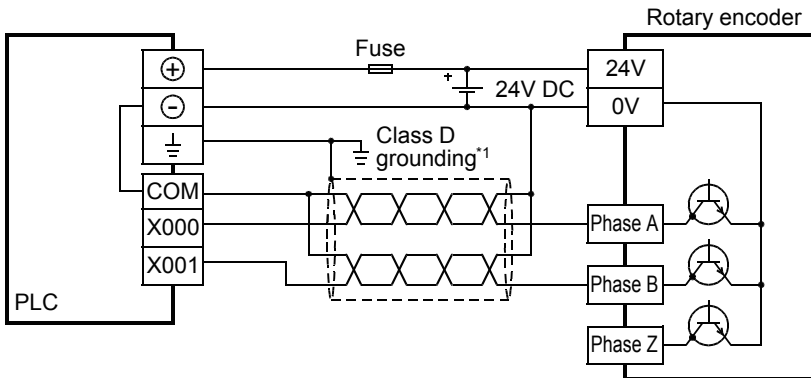 Rotary encoder
Fuse
24V
+
24V DC
0V
Class D
grounding*1
COM
X000
X001
PLC
Phase A
Phase B
Phase Z